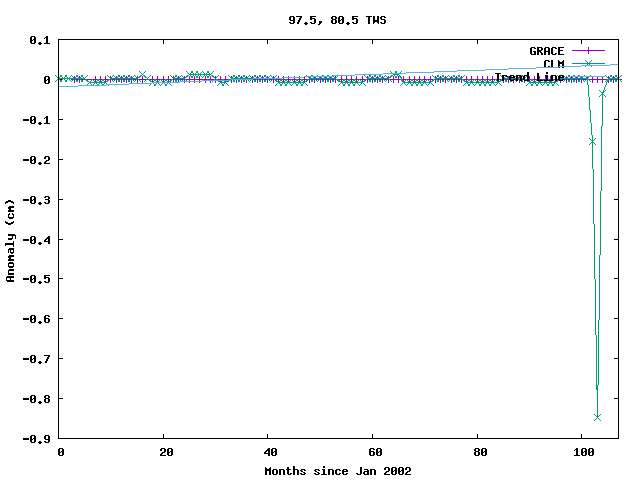 97.5, 80.5 TWS
GRACE
CLM
Trend Line
0.1
0
-0.1
-0.2
-0.3
-0.4
-0.5
-0.6
-0.7
-0.8
-0.9
Anomaly (cm)
0 20 40 60 80 100
Months since Jan 2002